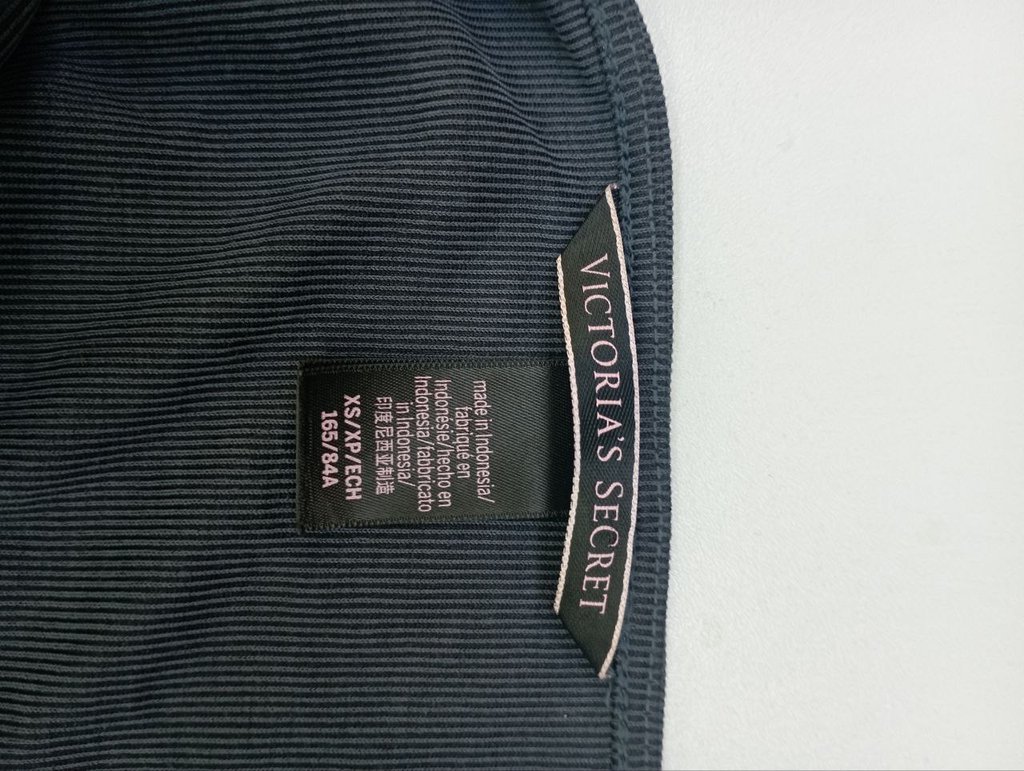 VICTORIA'S SECRET
made in Indonesia/
fabriqué en
Indonésie/hecho en
Indonesia/fabbricato
in Indonesia/
印度尼西亚制造
XS/XP/ECH
165/84A